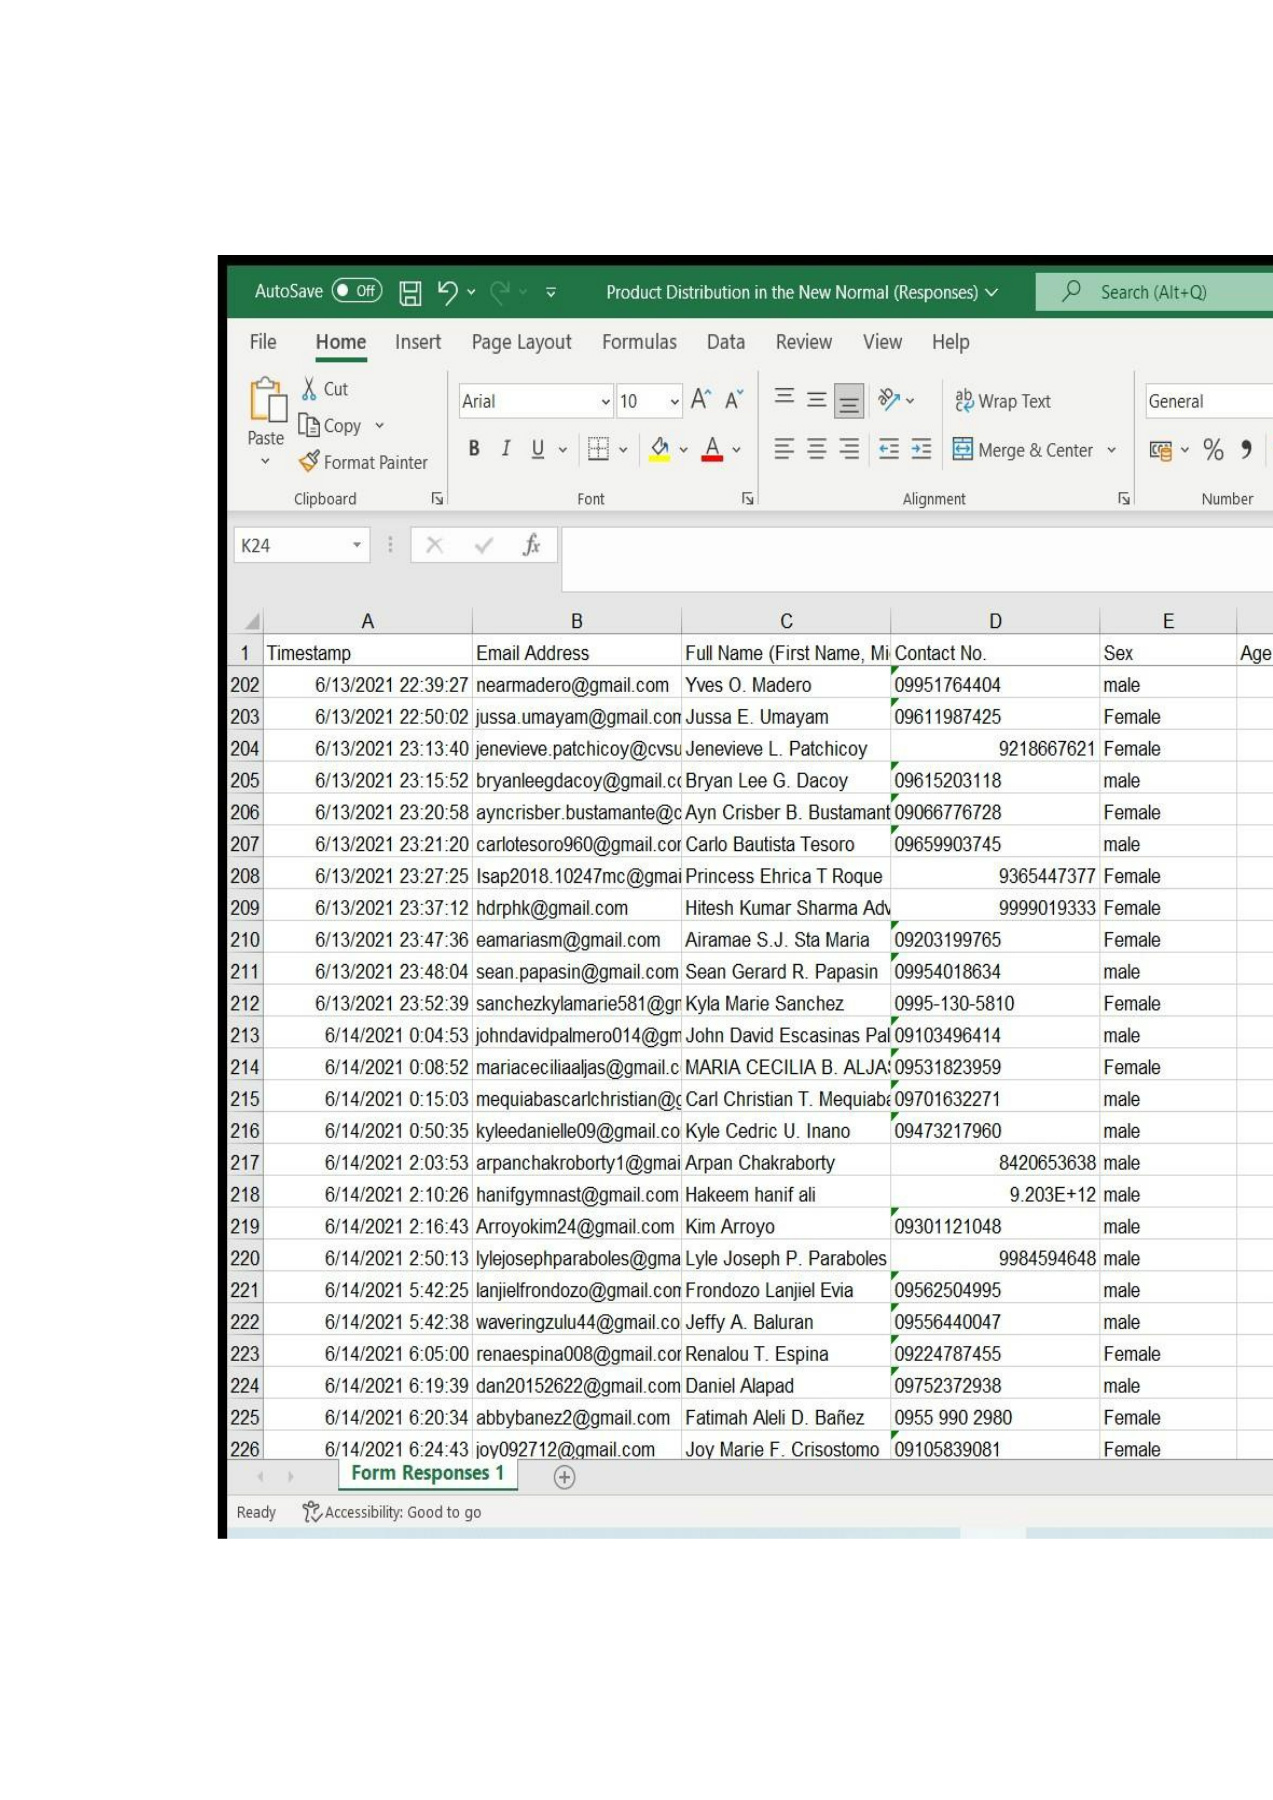 AutoSave Off Product Distribution in the New Normal (Responses) Search (Alt+Q)
File Home Insert Page Layout Formulas Data Review View Help
Cut
Copy
Paste
Format Painter
Arial 10
B I U
Wrap Text
Merge & Center
General
%
Clipboard Font Alignment Number
K24 fx
A B C D E
1 Timestamp Email Address Full Name (First Name, Mi Contact No. Sex Age
202 6/13/2021 22:39:27 nearmadero@gmail.com Yves O. Madero 09951764404 male
203 6/13/2021 22:50:02 jussa.umayam@gmail.com Jussa E. Umayam 09611987425 Female
204 6/13/2021 23:13:40 jenevieve.patchicoy@cvsu Jenevieve L. Patchicoy 9218667621 Female
205 6/13/2021 23:15:52 bryanleegdacoy@gmail.co Bryan Lee G. Dacoy 09615203118 male
206 6/13/2021 23:20:58 ayncrisber.bustamante@c Ayn Crisber B. Bustamant 09066776728 Female
207 6/13/2021 23:21:20 carlotesoro960@gmail.com Carlo Bautista Tesoro 09659903745 male
208 6/13/2021 23:27:25 lsap2018.10247mc@gmai Princess Ehrica T Roque 9365447377 Female
209 6/13/2021 23:37:12 hdrphk@gmail.com Hitesh Kumar Sharma Adv 9999019333 Female
210 6/13/2021 23:47:36 eamariasm@gmail.com Airamae S.J. Sta Maria 09203199765 Female
211 6/13/2021 23:48:04 sean.papasin@gmail.com Sean Gerard R. Papasin 09954018634 male
212 6/13/2021 23:52:39 sanchezkylamarie581@gm Kyla Marie Sanchez 0995-130-5810 Female
213 6/14/2021 0:04:53 johndavidpalmero014@gm John David Escasinas Pal 09103496414 male
214 6/14/2021 0:08:52 mariaceciliaaljas@gmail.c MARIA CECILIA B. ALJAS 09531823959 Female
215 6/14/2021 0:15:03 mequiabascarlchristian@g Carl Christian T. Mequiaba 09701632271 male
216 6/14/2021 0:50:35 kyleedanielle09@gmail.co Kyle Cedric U. Inano 09473217960 male
217 6/14/2021 2:03:53 arpanchakroborty1@gmai Arpan Chakraborty 8420653638 male
218 6/14/2021 2:10:26 hanifgymnast@gmail.com Hakeem hanif ali 9.203E+12 male
219 6/14/2021 2:16:43 Arroyokim24@gmail.com Kim Arroyo 09301121048 male
220 6/14/2021 2:50:13 lylejosephparaboles@gma Lyle Joseph P. Paraboles 9984594648 male
221 6/14/2021 5:42:25 lanjielfrondozo@gmail.com Frondozo Lanjiel Evia 09562504995 male
222 6/14/2021 5:42:38 waveringzulu44@gmail.co Jeffy A. Baluran 09556440047 male
223 6/14/2021 6:05:00 renaespina008@gmail.com Renalou T. Espina 09224787455 Female
224 6/14/2021 6:19:39 dan20152622@gmail.com Daniel Alapad 09752372938 male
225 6/14/2021 6:20:34 abbybanez2@gmail.com Fatimah Aleli D. Bañez 0955 990 2980 Female
226 6/14/2021 6:24:43 joy092712@gmail.com Joy Marie F. Crisostomo 09105839081 Female
Form Responses 1
Ready Accessibility: Good to go